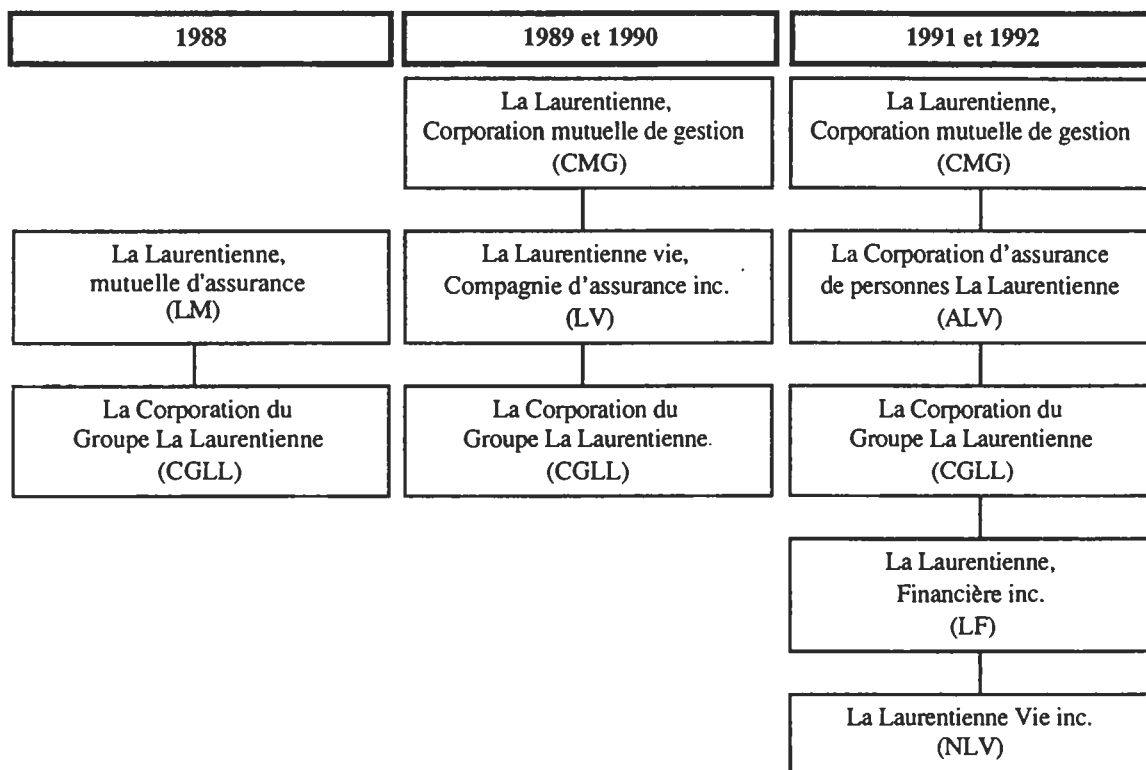 1988
1989 et 1990
1991 et 1992
La Laurentienne,
Corporation mutuelle de gestion
(CMG)
La Laurentienne,
Corporation mutuelle de gestion
(CMG)
La Laurentienne,
mutuelle d'assurance
(LM)
La Laurentienne vie,
Compagnie d'assurance inc.
(LV)
La Corporation d'assurance
de personnes La Laurentienne
(ALV)
La Corporation du
Groupe La Laurentienne
(CGLL)
La Corporation du
Groupe La Laurentienne
(CGLL)
La Corporation du
Groupe La Laurentienne
(CGLL)
La Laurentienne,
Financière inc.
(LF)
La Laurentienne Vie inc.
(NLV)